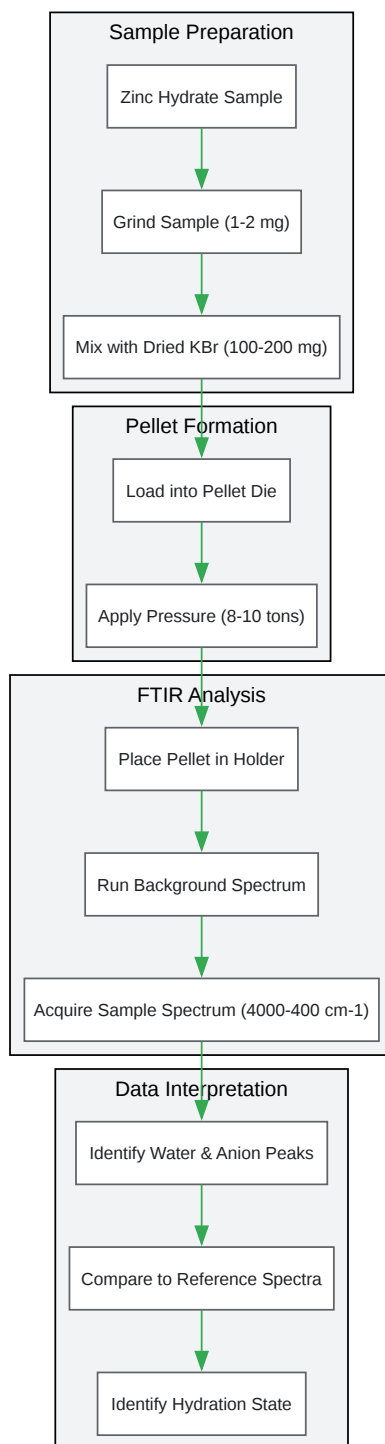 Sample Preparation
Zinc Hydrate Sample
Grind Sample (1-2 mg)
Mix with Dried KBr (100-200 mg)
Pellet Formation
Load into Pellet Die
Apply Pressure (8-10 tons)
FTIR Analysis
Place Pellet in Holder
Run Background Spectrum
Acquire Sample Spectrum (4000-400 cm-1)
Data Interpretation
Identify Water & Anion Peaks
Compare to Reference Spectra
Identify Hydration State